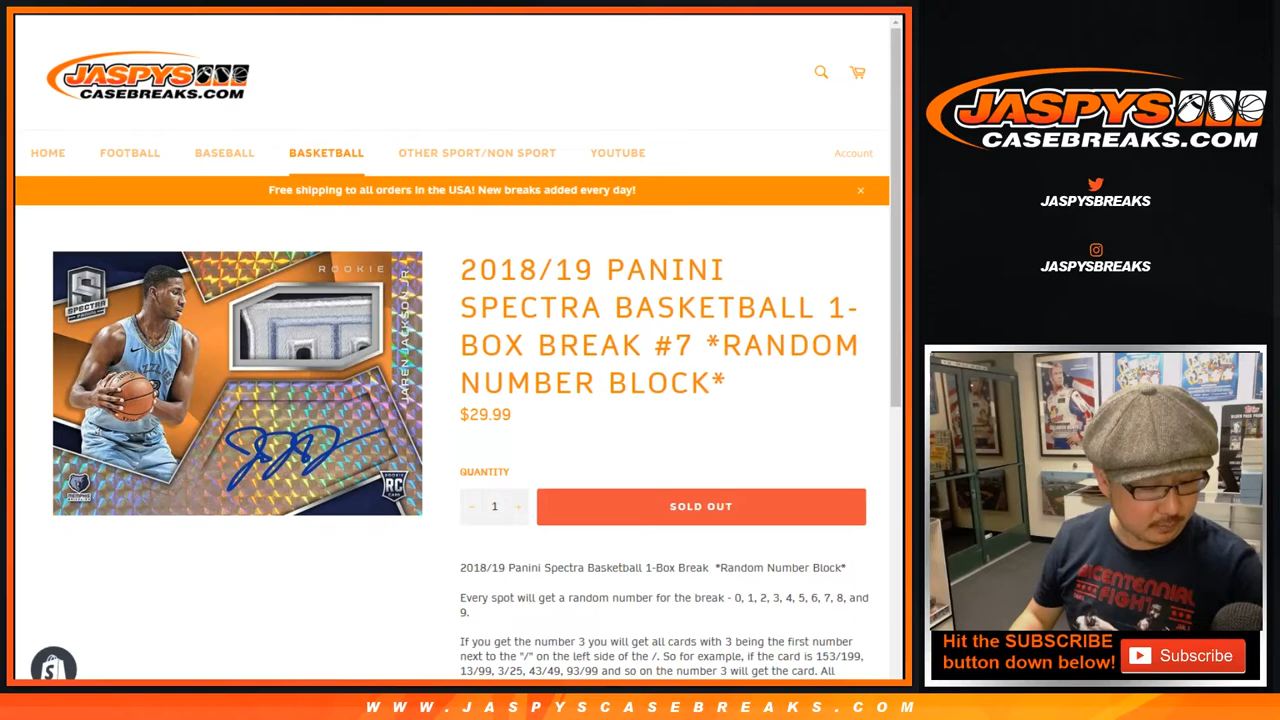 JASPYS
CASEBREAKS.COM
HOME
FOOTBALL
BASEBALL
BASKETBALL
OTHER SPORT/NON SPORT
YOUTUBE
Account
Free shipping to all orders in the USA! New breaks added every day!
×
ROOKIE
SPECTRA
JAREN JACKSON JR.
RC
2018/19 PANINI
SPECTRA BASKETBALL 1-
BOX BREAK #7 *RANDOM
NUMBER BLOCK*
$29.99
QUANTITY
− 1 +
SOLD OUT
2018/19 Panini Spectra Basketball 1-Box Break *Random Number Block*
Every spot will get a random number for the break - 0, 1, 2, 3, 4, 5, 6, 7, 8, and
9.
If you get the number 3 you will get all cards with 3 being the first number
next to the "/" on the left side of the /. So for example, if the card is 153/199,
13/99, 3/25, 43/49, 93/99 and so on the number 3 will get the card. All
JASPYS
CASEBREAKS.COM
JASPYSBREAKS
JASPYSBREAKS
BICENTENNIAL
FIGHT
Hit the SUBSCRIBE
button down below!
Subscribe
WWW.JASPYSCASEBREAKS.COM